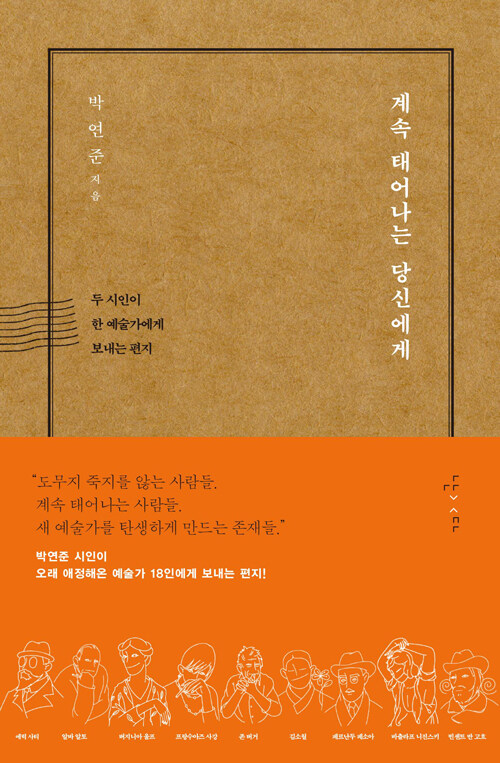 계속 태어나는 당신에게
박연준 지음
두 시인이
한 예술가에게
보내는 편지
“도무지 죽지를 않는 사람들.
계속 태어나는 사람들.
새 예술가를 탄생하게 만드는 존재들.”
박연준 시인이
오래 애정해온 예술가 18인에게 보내는 편지!
에릭 사티
알바 알토
버지니아 울프
프랑수아즈 사강
존 버거
김소월
페르난두 페소아
바츨라프 니진스키
빈센트 반 고흐